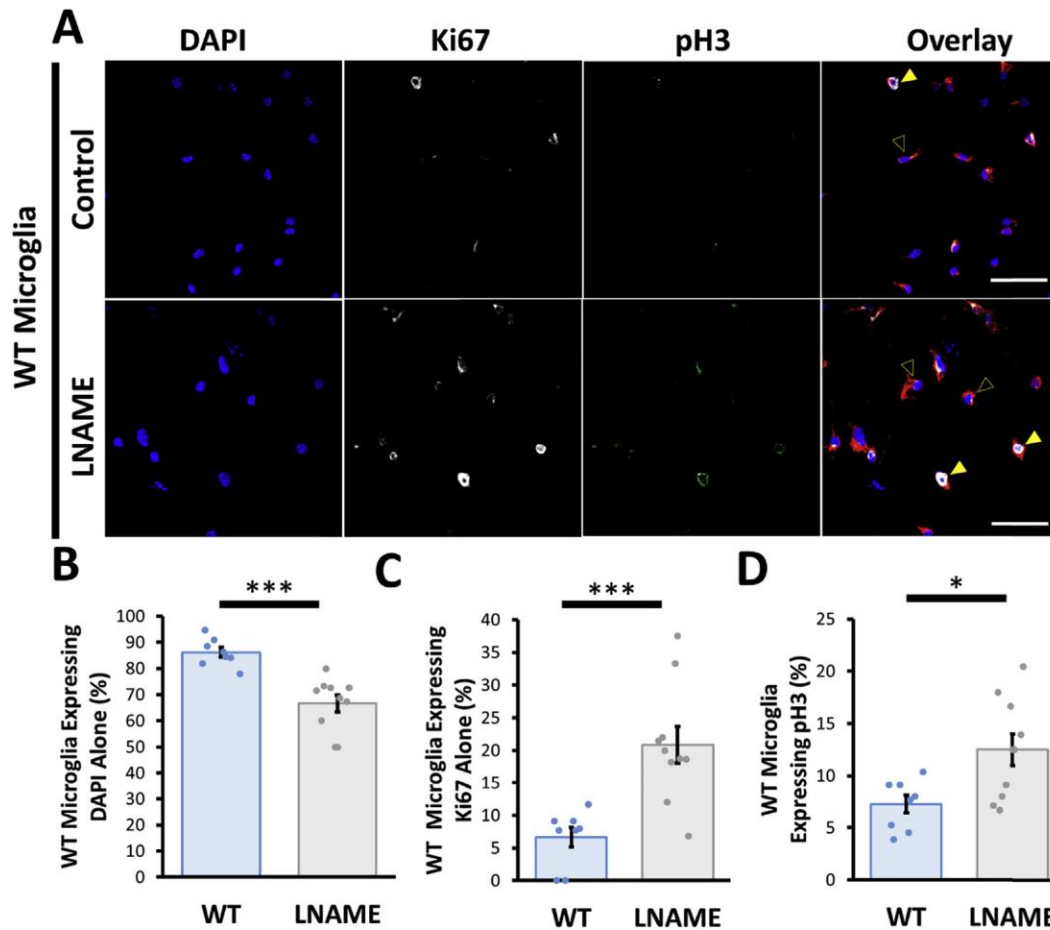 A
DAPI
Ki67
pH3
Overlay
WT Microglia
Control
LNAME
B
***
WT Microglia Expressing
DAPI Alone (%)
100
90
80
70
60
50
40
30
20
10
0
WT
LNAME
C
***
WT Microglia Expressing
Ki67 Alone (%)
40
35
30
25
20
15
10
5
0
WT
LNAME
D
*
WT Microglia
Expressing pH3 (%)
25
20
15
10
5
0
WT
LNAME